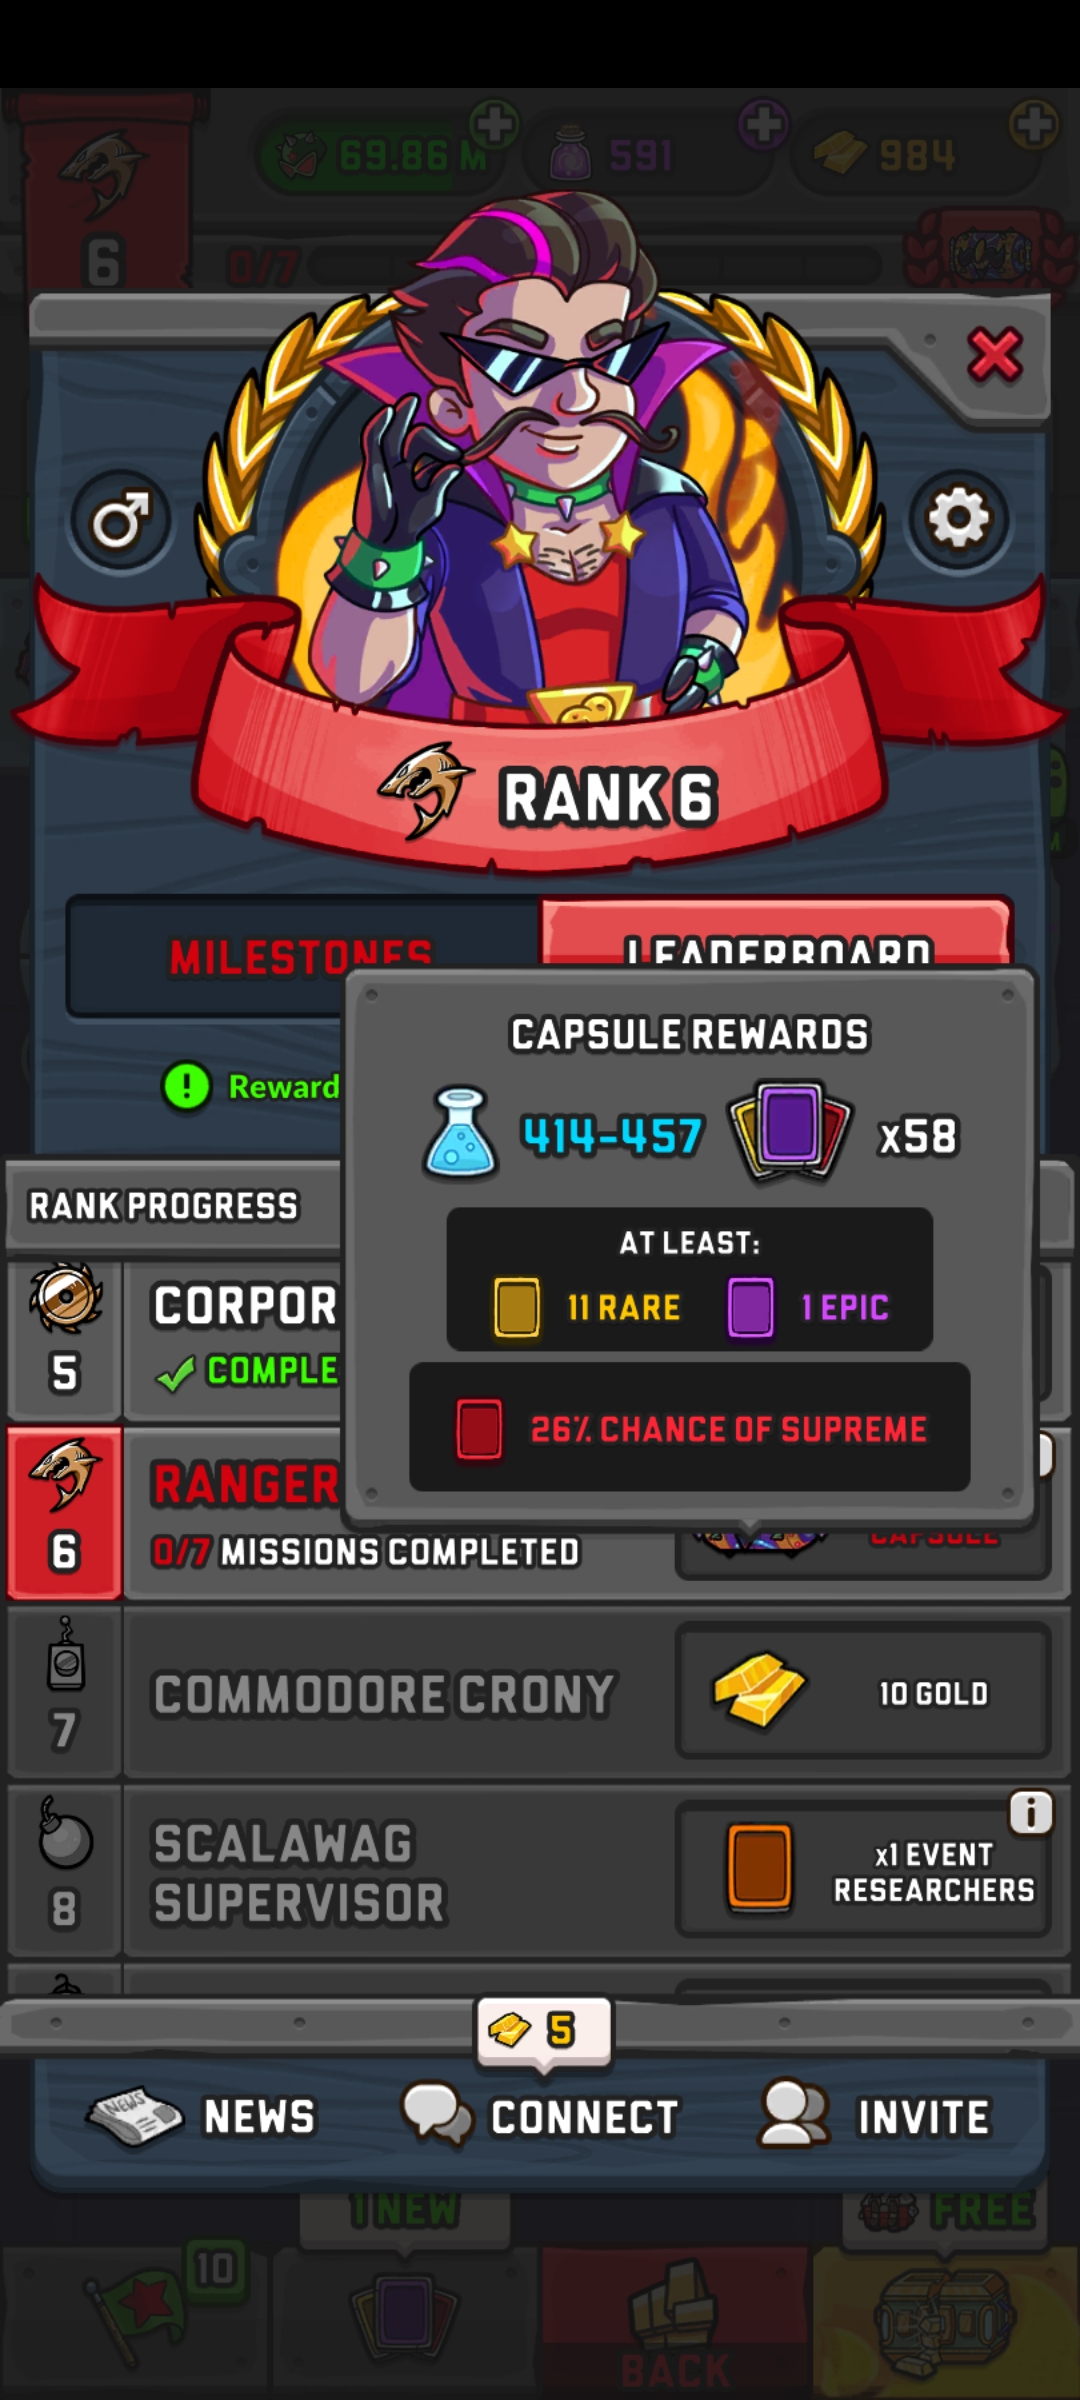 69.86 M
591
984
6
0/7
RANK 6
MILESTONES
LEADERBOARD
Reward
CAPSULE REWARDS
414-457
x58
AT LEAST:
11 RARE
1 EPIC
26% CHANCE OF SUPREME
RANK PROGRESS
5
CORPOR
COMPLE
6
RANGER
0/7 MISSIONS COMPLETED
CAPSULE
7
COMMODORE CRONY
10 GOLD
8
SCALAWAG
SUPERVISOR
x1 EVENT
RESEARCHERS
5
NEWS
NEWS
CONNECT
INVITE
1 NEW
FREE
10
BACK